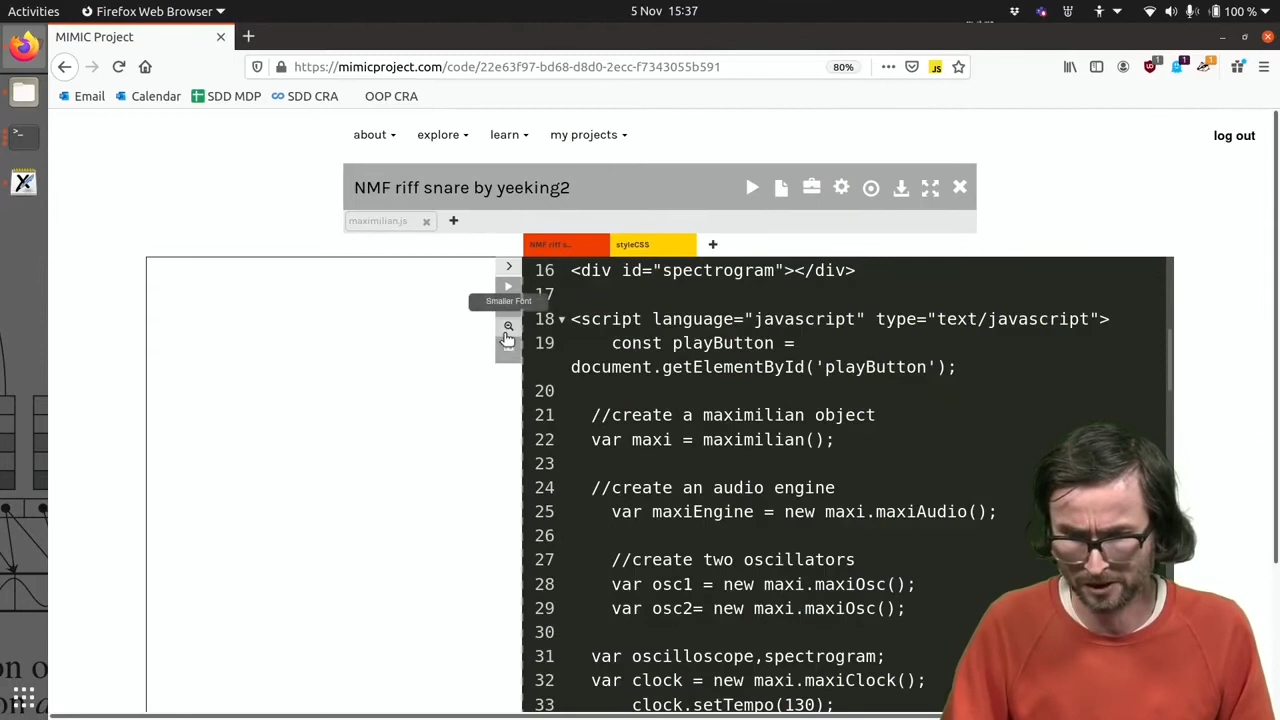 Activities Firefox Web Browser 5 Nov 15:37 100 %
MIMIC Project
https://mimicproject.com/code/22e63f97-bd68-d8d0-2ecc-f7343055b591 80% JS
Email Calendar SDD MDP SDD CRA OOP CRA
about explore learn my projects log out
NMF riff snare by yeeking2
maximilian.js
NMF riff s... styleCSS
Smaller Font
16 <div id="spectrogram"></div>
17
18 <script language="javascript" type="text/javascript">
19 const playButton =
document.getElementById('playButton');
20
21 //create a maximilian object
22 var maxi = maximilian();
23
24 //create an audio engine
25 var maxiEngine = new maxi.maxiAudio();
26
27 //create two oscillators
28 var osc1 = new maxi.maxiOsc();
29 var osc2= new maxi.maxiOsc();
30
31 var oscilloscope,spectrogram;
32 var clock = new maxi.maxiClock();
33 clock.setTempo(130);